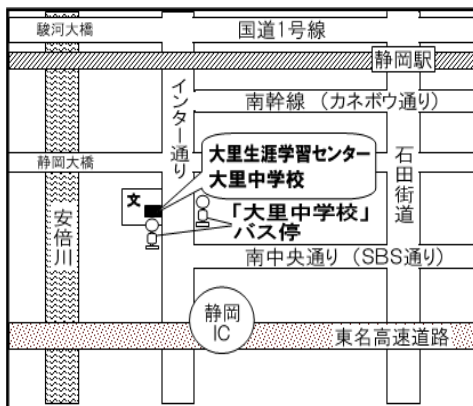 駿河大橋
国道1号線
静岡駅
インター通り
南幹線 (カネボウ通り)
大里生涯学習センター
大里中学校
静岡大橋
石田街道
文
「大里中学校」
バス停
安倍川
南中央通り (SBS通り)
静岡
IC
東名高速道路